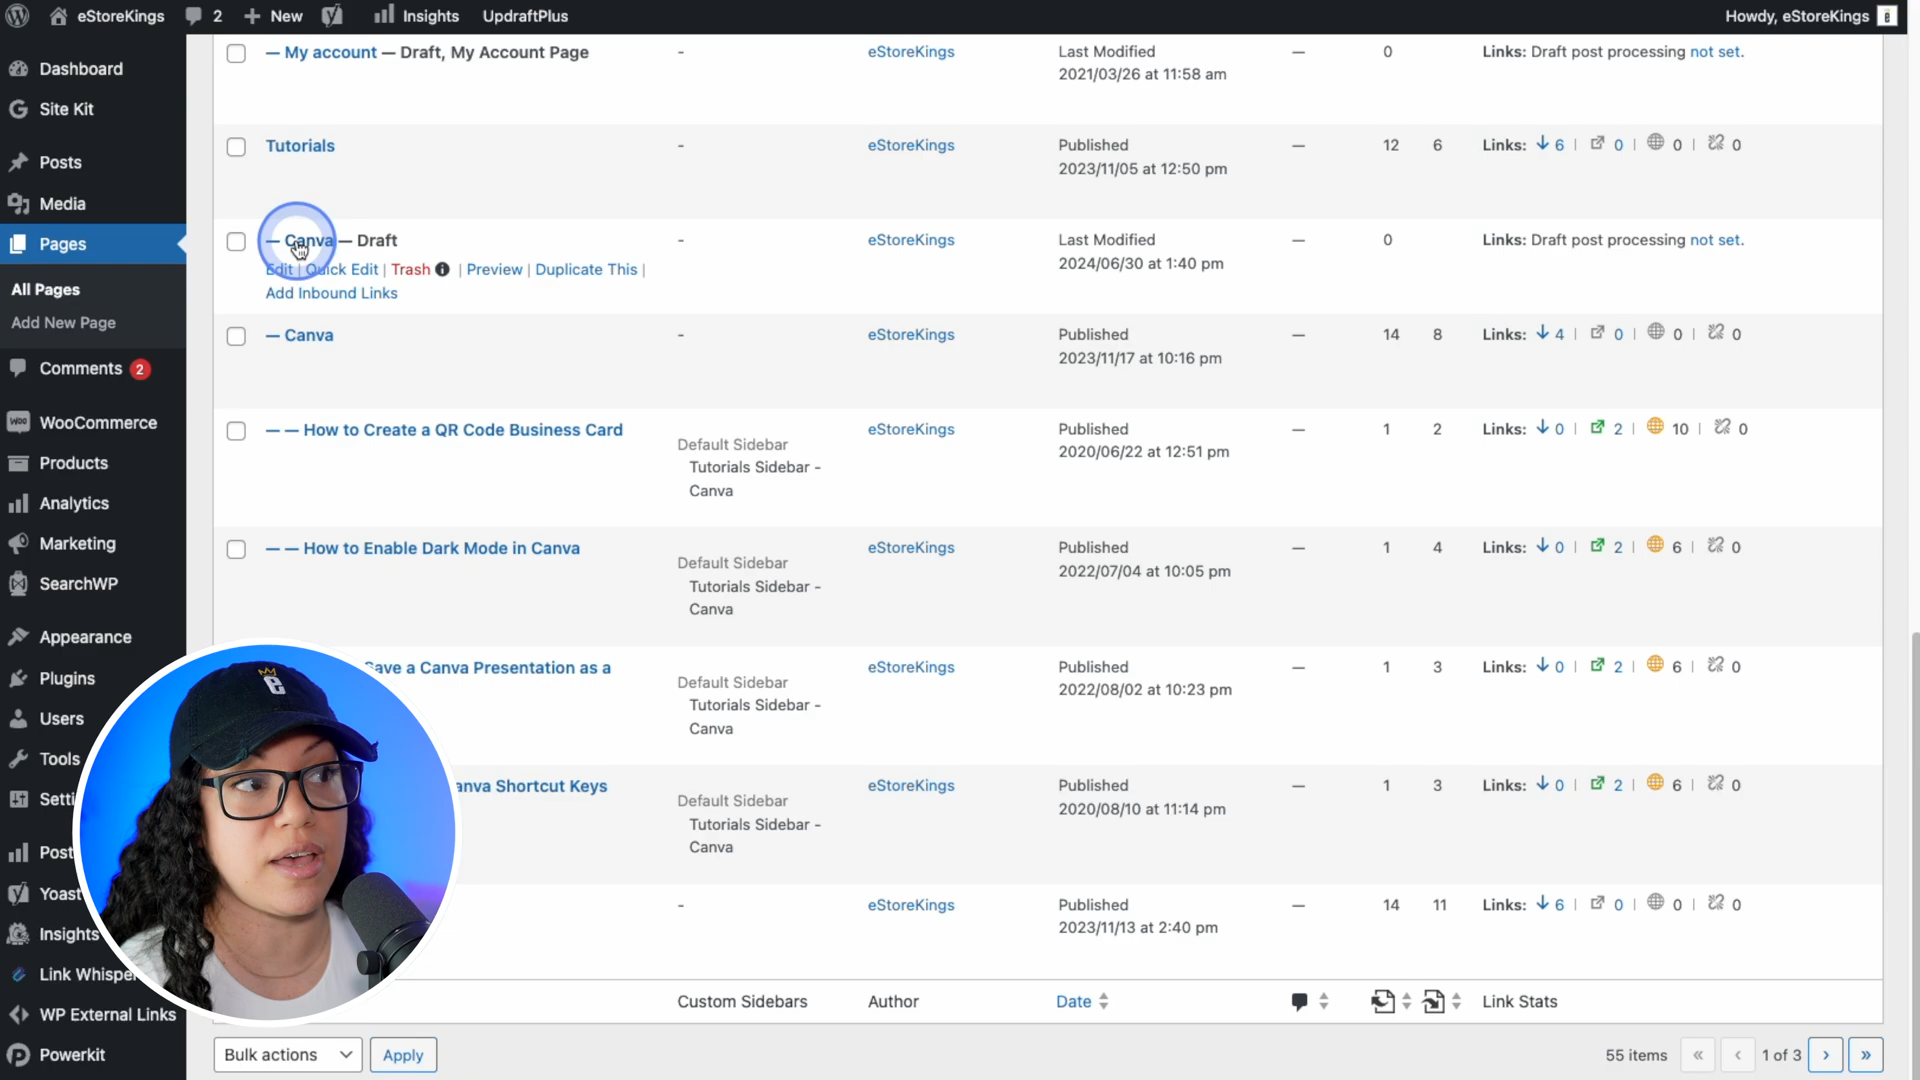 eStoreKings 2 + New Insights UpdraftPlus Howdy, eStoreKings
Dashboard
Site Kit
Posts
Media
Pages
All Pages
Add New Page
Comments 2
WooCommerce
Products
Analytics
Marketing
SearchWP
Appearance
Plugins
Users
Tools
Setti
Post
Yoast
Insights
Link Whisper
WP External Links
Powerkit
— My account — Draft, My Account Page - eStoreKings Last Modified — 0 Links: Draft post processing not set.
2021/03/26 at 11:58 am
Tutorials - eStoreKings Published — 12 6 Links: 6 | 0 | 0 | 0
2023/11/05 at 12:50 pm
— Canva — Draft - eStoreKings Last Modified — 0 Links: Draft post processing not set.
2024/06/30 at 1:40 pm
Edit | Quick Edit | Trash | Preview | Duplicate This |
Add Inbound Links
— Canva - eStoreKings Published — 14 8 Links: 4 | 0 | 0 | 0
2023/11/17 at 10:16 pm
— — How to Create a QR Code Business Card Default Sidebar eStoreKings Published — 1 2 Links: 0 | 2 | 10 | 0
Tutorials Sidebar - 2020/06/22 at 12:51 pm
Canva
— — How to Enable Dark Mode in Canva Default Sidebar eStoreKings Published — 1 4 Links: 0 | 2 | 6 | 0
Tutorials Sidebar - 2022/07/04 at 10:05 pm
Canva
Save a Canva Presentation as a Default Sidebar eStoreKings Published — 1 3 Links: 0 | 2 | 6 | 0
Tutorials Sidebar - 2022/08/02 at 10:23 pm
Canva
anva Shortcut Keys Default Sidebar eStoreKings Published — 1 3 Links: 0 | 2 | 6 | 0
Tutorials Sidebar - 2020/08/10 at 11:14 pm
Canva
- eStoreKings Published — 14 11 Links: 6 | 0 | 0 | 0
2023/11/13 at 2:40 pm
Custom Sidebars Author Date Link Stats
Bulk actions Apply 55 items « ‹ 1 of 3 › »